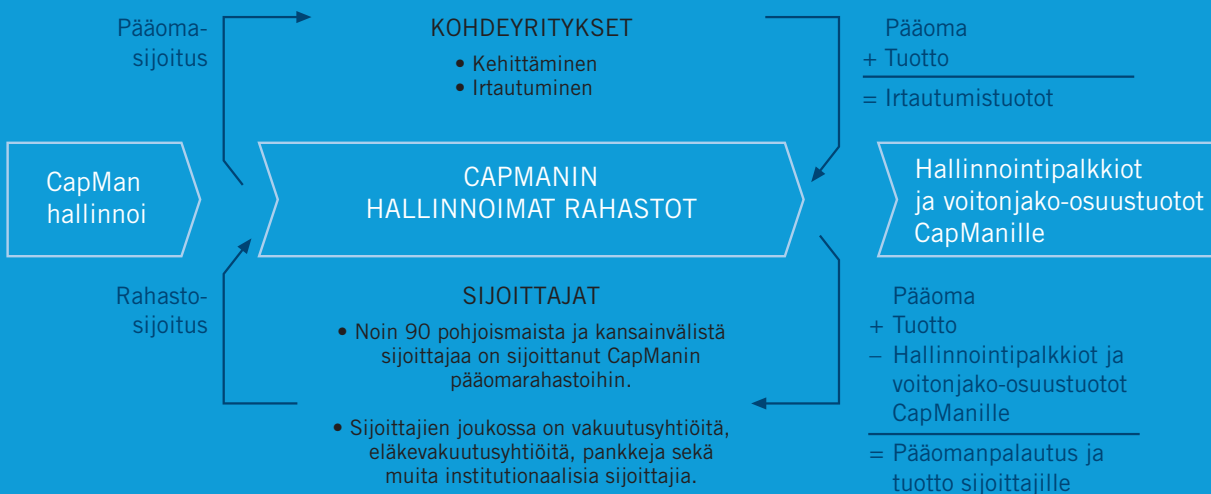 Pääoma-
sijoitus
KOHDEYRITYKSET
• Kehittäminen
• Irtautuminen
Pääoma
+ Tuotto
= Irtautumistuotot
CapMan
hallinnoi
CAPMANIN
HALLINNOIMAT RAHASTOT
Hallinnointipalkkiot
ja voitonjako-osuustuotot
CapManille
Rahasto-
sijoitus
SIJOITTAJAT
• Noin 90 pohjoismaista ja kansainvälistä
sijoittajaa on sijoittanut CapManin
pääomarahastoihin.
• Sijoittajien joukossa on vakuutusyhtiöitä,
eläkevakuutusyhtiöitä, pankkeja sekä
muita institutionaalisia sijoittajia.
Pääoma
+ Tuotto
– Hallinnointipalkkiot ja
voitonjako-osuustuotot
CapManille
= Pääomanpalautus ja
tuotto sijoittajille